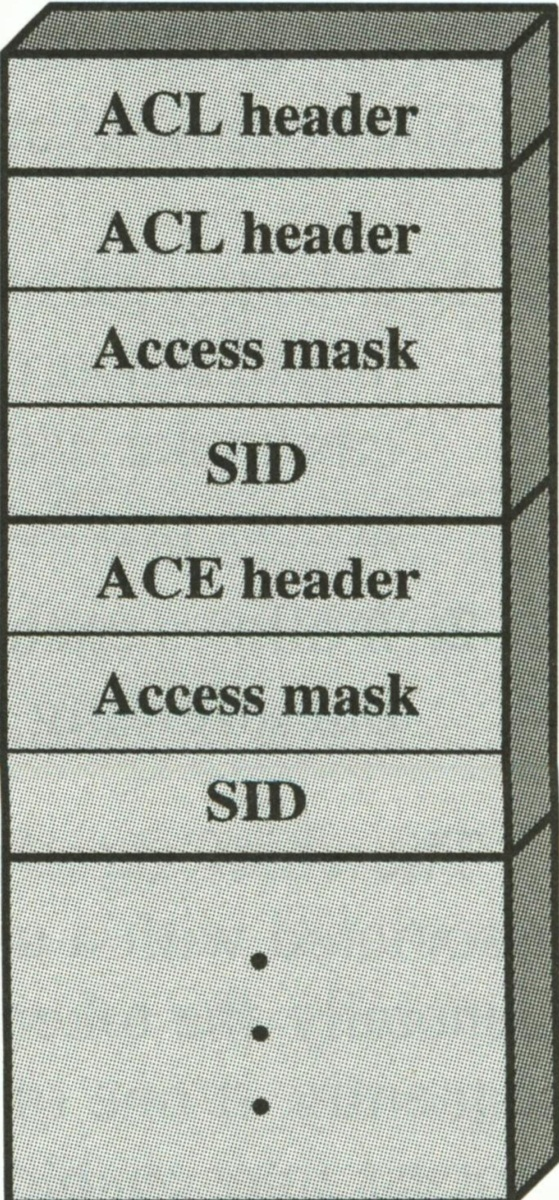 ACL header
ACL header
Access mask
SID
ACE header
Access mask
SID